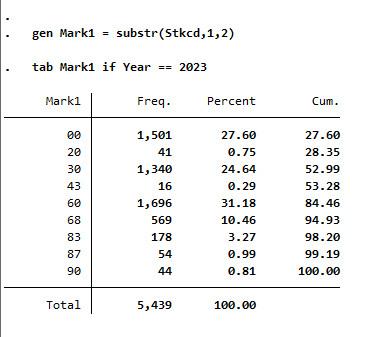 .
. gen Mark1 = substr(Stkcd,1,2)
. tab Mark1 if Year == 2023
Mark1 Freq. Percent Cum.
00 1,501 27.60 27.60
20 41 0.75 28.35
30 1,340 24.64 52.99
43 16 0.29 53.28
60 1,696 31.18 84.46
68 569 10.46 94.93
83 178 3.27 98.20
87 54 0.99 99.19
90 44 0.81 100.00
Total 5,439 100.00